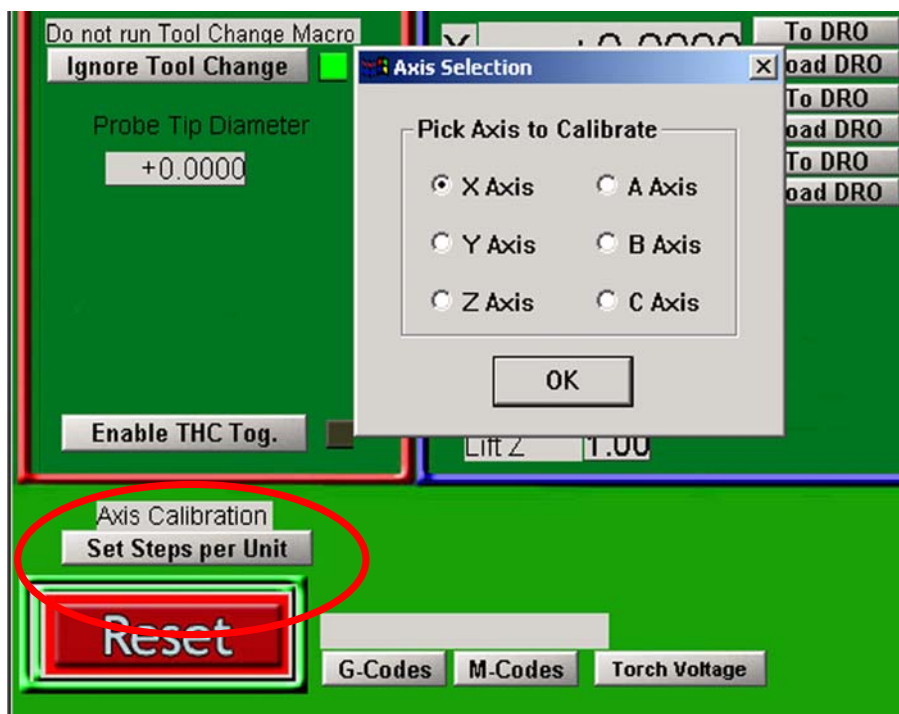 Do not run Tool Change Macro
Ignore Tool Change
Probe Tip Diameter
+0.0000
Enable THC Tog.
X +0.0000
To DRO
oad DRO
To DRO
oad DRO
To DRO
oad DRO
Axis Selection
Pick Axis to Calibrate
X Axis
A Axis
Y Axis
B Axis
Z Axis
C Axis
OK
Lift Z 1.00
Axis Calibration
Set Steps per Unit
Reset
G-Codes
M-Codes
Torch Voltage